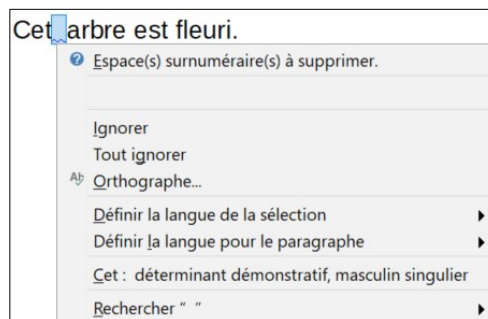 Cet  arbre est fleuri.
Espace(s) surnuméraire(s) à supprimer.
Ignorer
Tout ignorer
Orthographe...
Définir la langue de la sélection
Définir la langue pour le paragraphe
Cet : déterminant démonstratif, masculin singulier
Rechercher “  ”